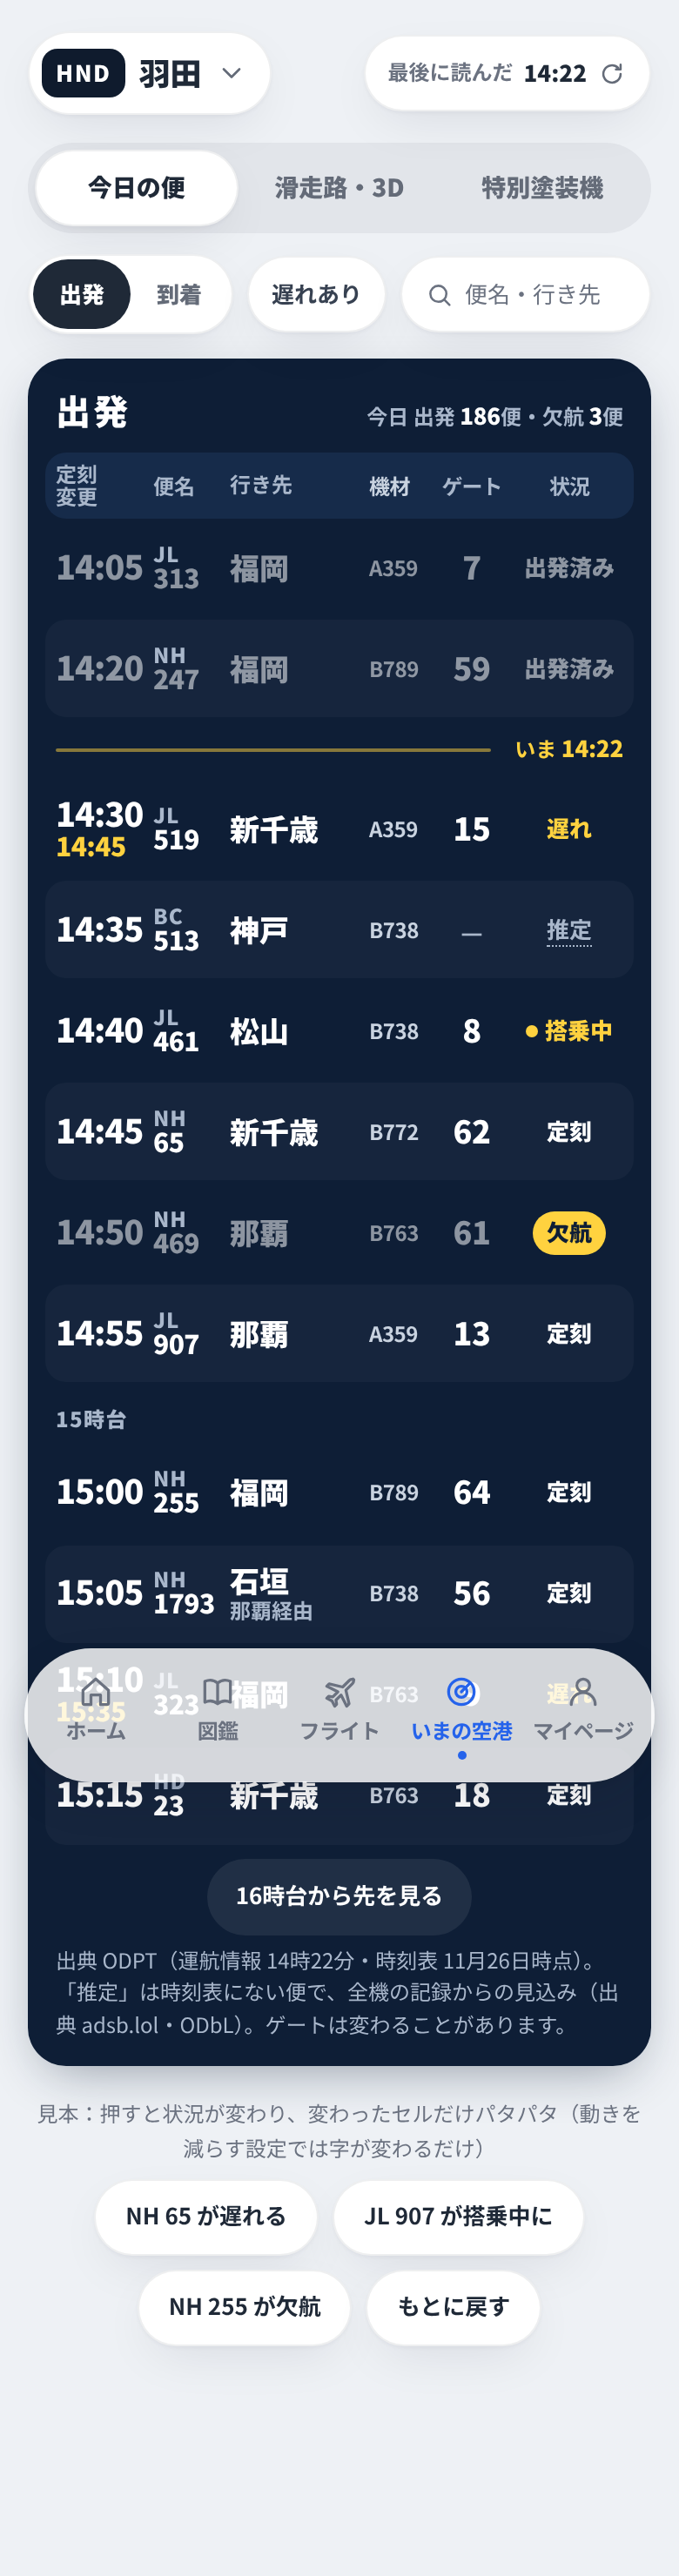 HND 羽田
最後に読んだ 14:22
今日の便 滑走路・3D 特別塗装機
出発 到着 遅れあり 便名・行き先
出発 今日 出発 186便・欠航 3便
定刻 変更 便名 行き先 機材 ゲート 状況
14:05 JL 313 福岡 A359 7 出発済み
14:20 NH 247 福岡 B789 59 出発済み
いま 14:22
14:30 14:45 JL 519 新千歳 A359 15 遅れ
14:35 BC 513 神戸 B738 — 推定
14:40 JL 461 松山 B738 8 搭乗中
14:45 NH 65 新千歳 B772 62 定刻
14:50 NH 469 那覇 B763 61 欠航
14:55 JL 907 那覇 A359 13 定刻
15時台
15:00 NH 255 福岡 B789 64 定刻
15:05 NH 1793 石垣 那覇経由 B738 56 定刻
15:10 15:35 JL 323 福岡 B763 遅れ
ホーム 図鑑 フライト いまの空港 マイページ
15:15 HD 23 新千歳 B763 18 定刻
16時台から先を見る
出典 ODPT（運航情報 14時22分・時刻表 11月26日時点）。
「推定」は時刻表にない便で、全機の記録からの見込み（出
典 adsb.lol・ODbL）。ゲートは変わることがあります。
見本：押すと状況が変わり、変わったセルだけパタパタ（動きを
減らす設定では字が変わるだけ）
NH 65 が遅れる JL 907 が搭乗中に
NH 255 が欠航 もとに戻す